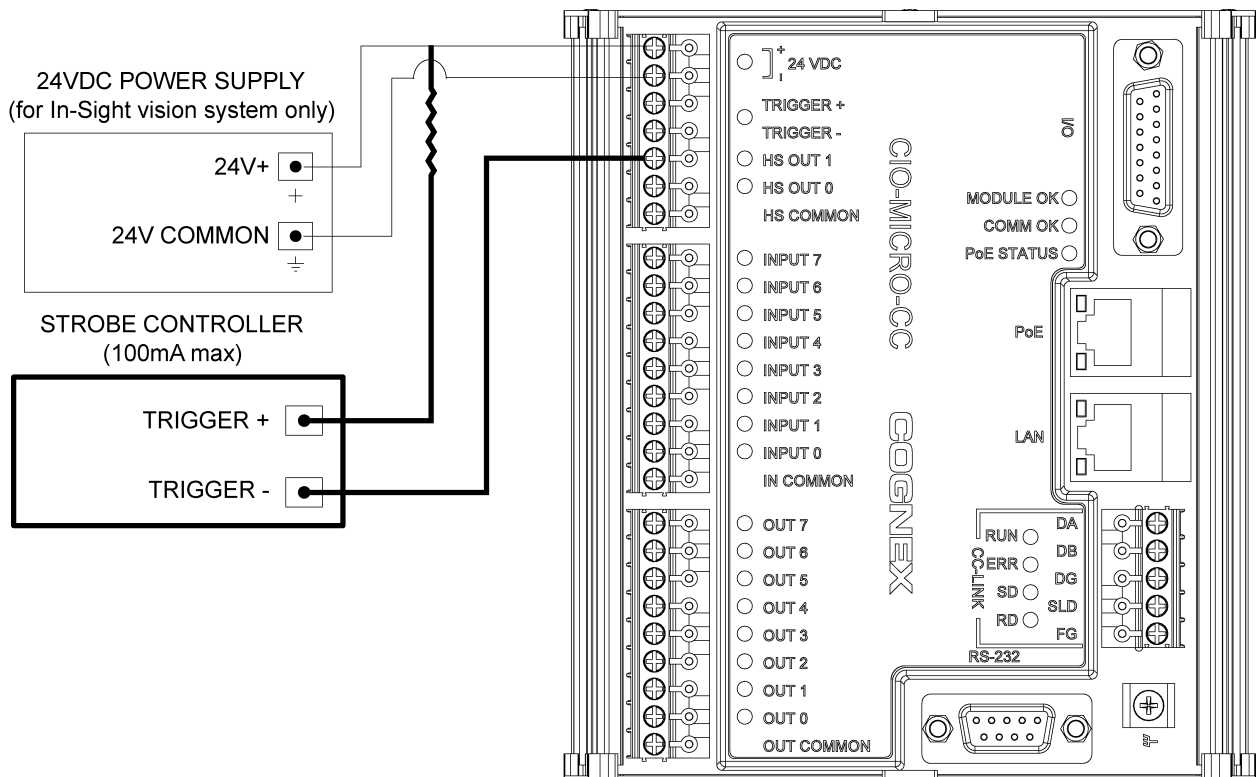 24VDC POWER SUPPLY
(for In-Sight vision system only)
24V+
+
24V COMMON
STROBE CONTROLLER
(100mA max)
TRIGGER +
TRIGGER -
+
24 VDC
-
TRIGGER +
TRIGGER -
HS OUT 1
HS OUT 0
HS COMMON
INPUT 7
INPUT 6
INPUT 5
INPUT 4
INPUT 3
INPUT 2
INPUT 1
INPUT 0
IN COMMON
OUT 7
OUT 6
OUT 5
OUT 4
OUT 3
OUT 2
OUT 1
OUT 0
OUT COMMON
CIO-MICRO-CC
COGNEX
I/O
MODULE OK
COMM OK
PoE STATUS
PoE
LAN
CC-LINK
RUN
ERR
SD
RD
DA
DB
DG
SLD
FG
RS-232